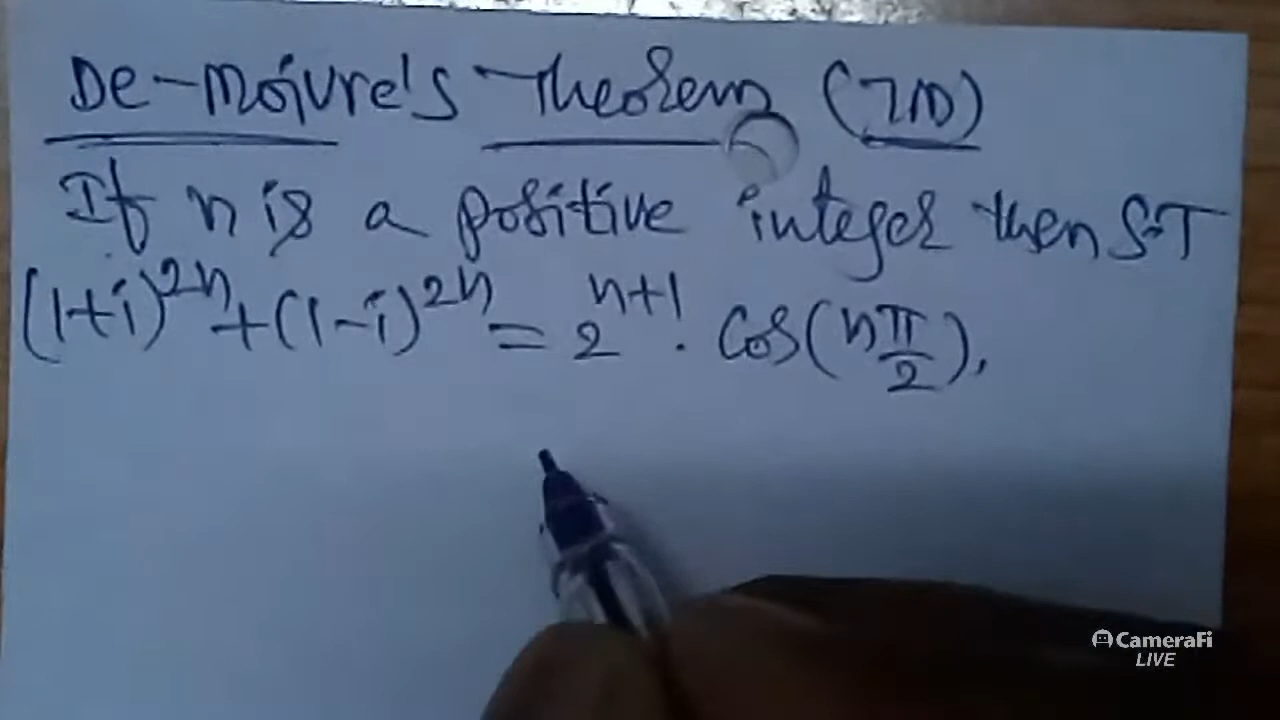 De-Moivre's Theorem (7M)
If n is a positive integer then S.T
(1+i)^2n + (1-i)^2n = 2^n+1 . Cos(nπ/2).
CameraFi
LIVE